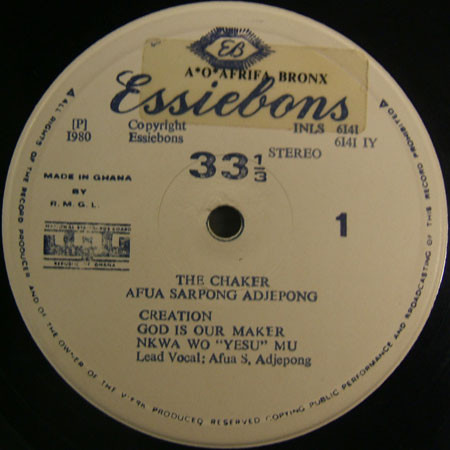 EB
A*O*AFRIFA BRONX
Essiebons
[P]
1980
Copyright
Essiebons
INLS 6141
6141 IY
33 1/3 STEREO
MADE IN GHANA
BY
R.M.G.L.
1
THE CHAKER
AFUA SARPONG ADJEPONG
CREATION
GOD IS OUR MAKER
NKWA WO "YESU" MU
Lead Vocal; Afua S, Adjepong
ALL RIGHTS OF THE RECORD PRODUCER AND OF THE OWNER OF THE WORK PRODUCED RESERVED COPYING PUBLIC PERFORMANCE AND BROADCASTING OF THIS RECORD PROHIBITED